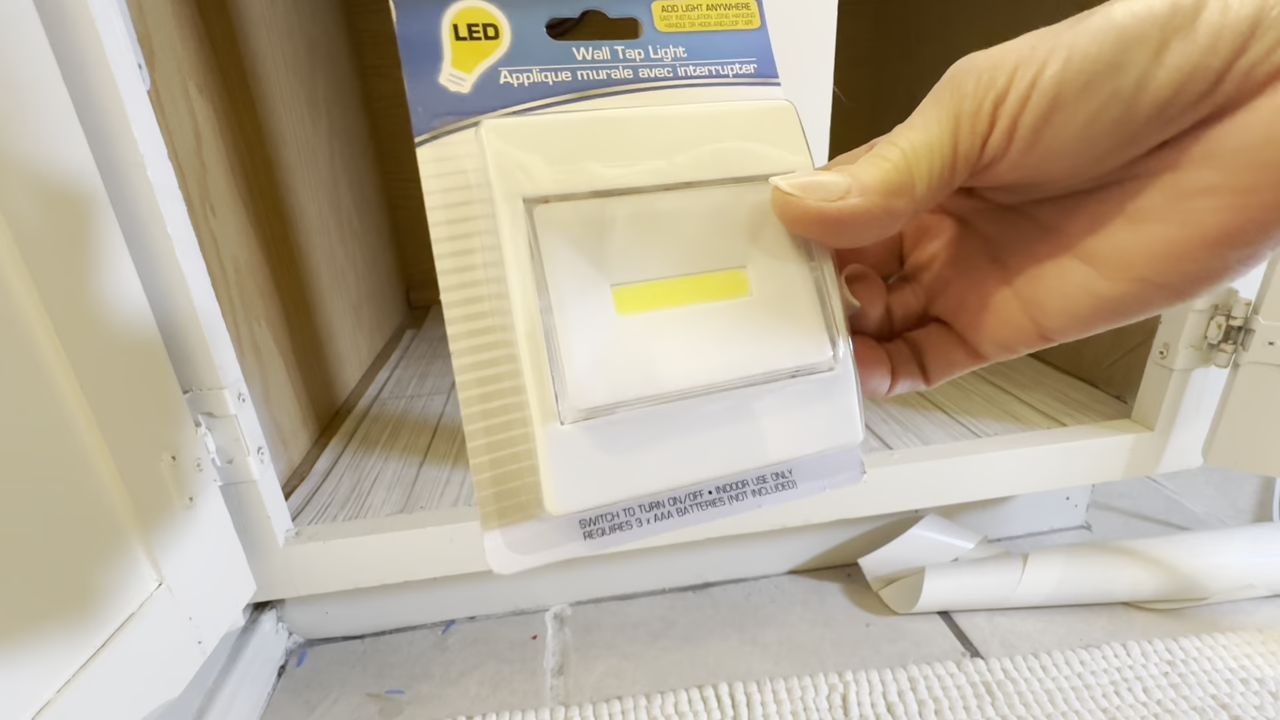 LED
ADD LIGHT ANYWHERE
EASY INSTALLATION USING HANGING
HANDLE OR HOOK-AND-LOOP TAPE
Wall Tap Light
Applique murale avec interrupter
SWITCH TO TURN ON/OFF • INDOOR USE ONLY
REQUIRES 3 x AAA BATTERIES (NOT INCLUDED)